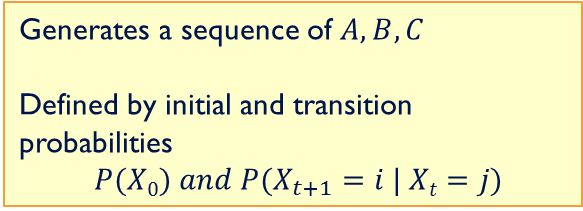 Generates a sequence of A, B, C
Defined by initial and transition
probabilities
P(X₀) and P(Xₜ₊₁ = i | Xₜ = j)